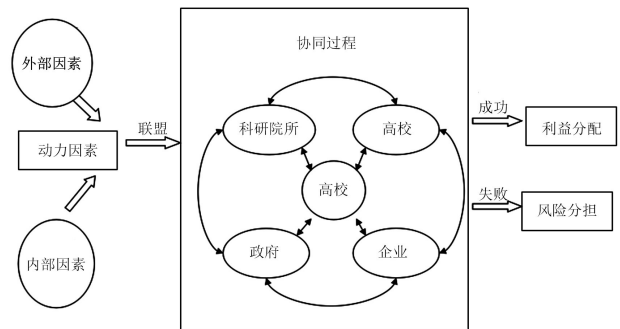 协同过程
外部因素
动力因素
内部因素
联盟
科研院所
高校
高校
政府
企业
成功
利益分配
失败
风险分担